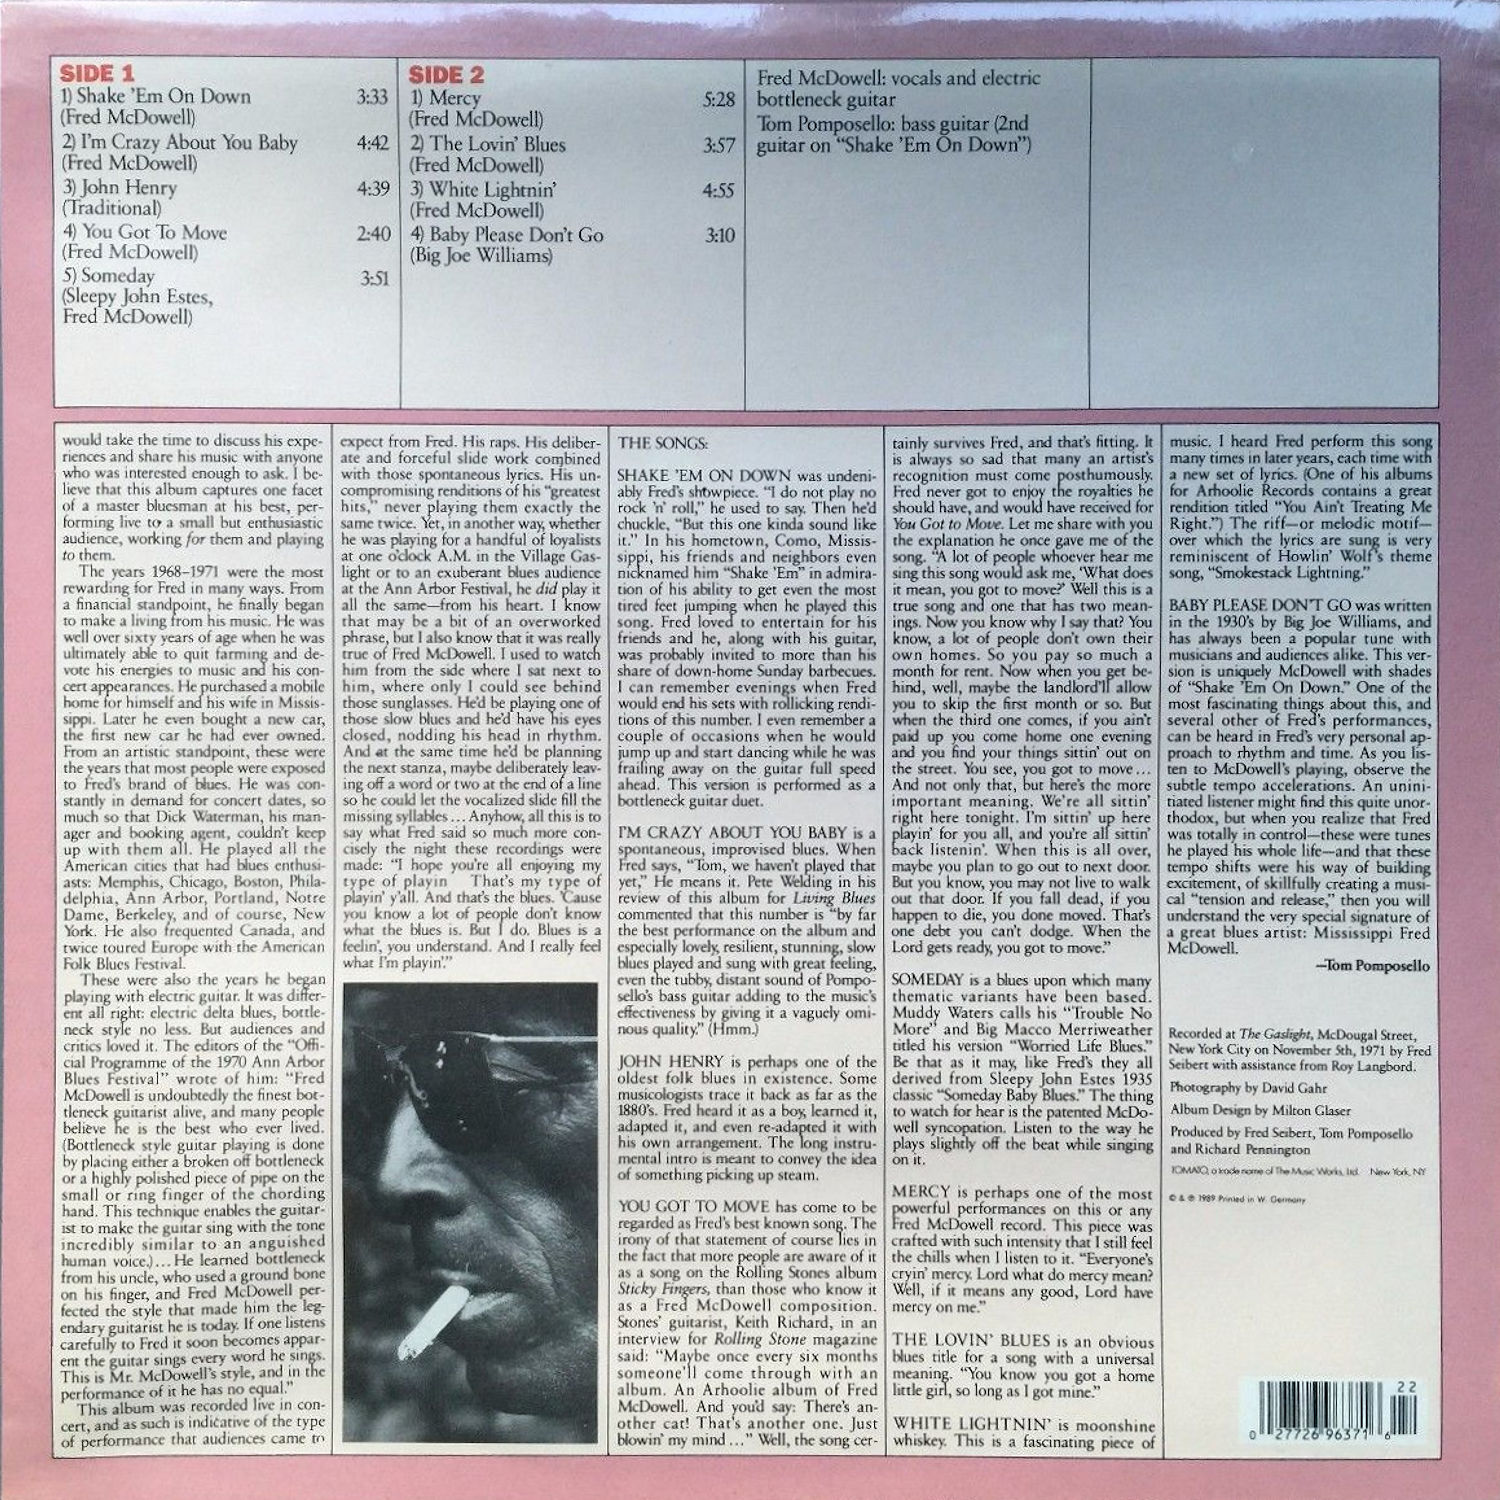 SIDE 1
1) Shake 'Em On Down 3:33
(Fred McDowell)
2) I'm Crazy About You Baby 4:42
(Fred McDowell)
3) John Henry 4:39
(Traditional)
4) You Got To Move 2:40
(Fred McDowell)
5) Someday 3:51
(Sleepy John Estes,
Fred McDowell)
SIDE 2
1) Mercy 5:28
(Fred McDowell)
2) The Lovin' Blues 3:57
(Fred McDowell)
3) White Lightnin' 4:55
(Fred McDowell)
4) Baby Please Don't Go 3:10
(Big Joe Williams)
Fred McDowell: vocals and electric
bottleneck guitar
Tom Pomposello: bass guitar (2nd
guitar on “Shake 'Em On Down”)
would take the time to discuss his expe-
riences and share his music with anyone
who was interested enough to ask. I be-
lieve that this album captures one facet
of a master bluesman at his best, per-
forming live to a small but enthusiastic
audience, working for them and playing
to them.
The years 1968–1971 were the most
rewarding for Fred in many ways. From
a financial standpoint, he finally began
to make a living from his music. He was
well over sixty years of age when he was
ultimately able to quit farming and de-
vote his energies to music and his con-
cert appearances. He purchased a mobile
home for himself and his wife in Missis-
sippi. Later he even bought a new car,
the first new car he had ever owned.
From an artistic standpoint, these were
the years that most people were exposed
to Fred's brand of blues. He was con-
stantly in demand for concert dates, so
much so that Dick Waterman, his man-
ager and booking agent, couldn't keep
up with them all. He played all the
American cities that had blues enthusi-
asts: Memphis, Chicago, Boston, Phila-
delphia, Ann Arbor, Portland, Notre
Dame, Berkeley, and of course, New
York. He also frequented Canada, and
twice toured Europe with the American
Folk Blues Festival.
These were also the years he began
playing with electric guitar. It was differ-
ent all right: electric delta blues, bottle-
neck style no less. But audiences and
critics loved it. The editors of the “Offi-
cial Programme of the 1970 Ann Arbor
Blues Festival” wrote of him: “Fred
McDowell is undoubtedly the finest bot-
tleneck guitarist alive, and many people
believe he is the best who ever lived.
(Bottleneck style guitar playing is done
by placing either a broken off bottleneck
or a highly polished piece of pipe on the
small or ring finger of the chording
hand. This technique enables the guitar-
ist to make the guitar sing with the tone
incredibly similar to an anguished
human voice.)... He learned bottleneck
from his uncle, who used a ground bone
on his finger, and Fred McDowell per-
fected the style that made him the leg-
endary guitarist he is today. If one listens
carefully to Fred it soon becomes appar-
ent the guitar sings every word he sings.
This is Mr. McDowell's style, and in the
performance of it he has no equal.”
This album was recorded live in con-
cert, and as such is indicative of the type
of performance that audiences came to
expect from Fred. His raps. His deliber-
ate and forceful slide work combined
with those spontaneous lyrics. His un-
compromising renditions of his “greatest
hits,” never playing them exactly the
same twice. Yet, in another way, whether
he was playing for a handful of loyalists
at one o'clock A.M. in the Village Gas-
light or to an exuberant blues audience
at the Ann Arbor Festival, he did play it
all the same—from his heart. I know
that may be a bit of an overworked
phrase, but I also know that it was really
true of Fred McDowell. I used to watch
him from the side where I sat next to
him, where only I could see behind
those sunglasses. He'd be playing one of
those slow blues and he'd have his eyes
closed, nodding his head in rhythm.
And at the same time he'd be planning
the next stanza, maybe deliberately leav-
ing off a word or two at the end of a line
so he could let the vocalized slide fill the
missing syllables... Anyhow, all this is to
say what Fred said so much more con-
cisely the night these recordings were
made: “I hope you're all enjoying my
type of playin That's my type of
playin' y'all. And that's the blues. 'Cause
you know a lot of people don't know
what the blues is. But I do. Blues is a
feelin', you understand. And I really feel
what I'm playin'.”
THE SONGS:
SHAKE 'EM ON DOWN was undeni-
ably Fred's showpiece. “I do not play no
rock 'n' roll,” he used to say. Then he'd
chuckle, “But this one kinda sound like
it.” In his hometown, Como, Missis-
sippi, his friends and neighbors even
nicknamed him “Shake 'Em” in admira-
tion of his ability to get even the most
tired feet jumping when he played this
song. Fred loved to entertain for his
friends and he, along with his guitar,
was probably invited to more than his
share of down-home Sunday barbecues.
I can remember evenings when Fred
would end his sets with rollicking rendi-
tions of this number. I even remember a
couple of occasions when he would
jump up and start dancing while he was
frailing away on the guitar full speed
ahead. This version is performed as a
bottleneck guitar duet.
I'M CRAZY ABOUT YOU BABY is a
spontaneous, improvised blues. When
Fred says, “Tom, we haven't played that
yet,” He means it. Pete Welding in his
review of this album for Living Blues
commented that this number is “by far
the best performance on the album and
especially lovely, resilient, stunning, slow
blues played and sung with great feeling,
even the tubby, distant sound of Pompo-
sello's bass guitar adding to the music's
effectiveness by giving it a vaguely omi-
nous quality.” (Hmm.)
JOHN HENRY is perhaps one of the
oldest folk blues in existence. Some
musicologists trace it back as far as the
1880's. Fred heard it as a boy, learned it,
adapted it, and even re-adapted it with
his own arrangement. The long instru-
mental intro is meant to convey the idea
of something picking up steam.
YOU GOT TO MOVE has come to be
regarded as Fred's best known song. The
irony of that statement of course lies in
the fact that more people are aware of it
as a song on the Rolling Stones album
Sticky Fingers, than those who know it
as a Fred McDowell composition.
Stones' guitarist, Keith Richard, in an
interview for Rolling Stone magazine
said: “Maybe once every six months
someone'll come through with an
album. An Arhoolie album of Fred
McDowell. And you'd say: There's an-
other cat! That's another one. Just
blowin' my mind...” Well, the song cer-
tainly survives Fred, and that's fitting. It
is always so sad that many an artist's
recognition must come posthumously.
Fred never got to enjoy the royalties he
should have, and would have received for
You Got to Move. Let me share with you
the explanation he once gave me of the
song. “A lot of people whoever hear me
sing this song would ask me, 'What does
it mean, you got to move?' Well this is a
true song and one that has two mean-
ings. Now you know why I say that? You
know, a lot of people don't own their
own homes. So you pay so much a
month for rent. Now when you get be-
hind, well, maybe the landlord'll allow
you to skip the first month or so. But
when the third one comes, if you ain't
paid up you come home one evening
and you find your things sittin' out on
the street. You see, you got to move...
And not only that, but here's the more
important meaning. We're all sittin'
right here tonight. I'm sittin' up here
playin' for you all, and you're all sittin'
back listenin'. When this is all over,
maybe you plan to go out to next door.
But you know, you may not live to walk
out that door. If you fall dead, if you
happen to die, you done moved. That's
one debt you can't dodge. When the
Lord gets ready, you got to move.”
SOMEDAY is a blues upon which many
thematic variants have been based.
Muddy Waters calls his “Trouble No
More” and Big Macco Merriweather
titled his version “Worried Life Blues.”
Be that as it may, like Fred's they all
derived from Sleepy John Estes 1935
classic “Someday Baby Blues.” The thing
to watch for hear is the patented McDo-
well syncopation. Listen to the way he
plays slightly off the beat while singing
on it.
MERCY is perhaps one of the most
powerful performances on this or any
Fred McDowell record. This piece was
crafted with such intensity that I still feel
the chills when I listen to it. “Everyone's
cryin' mercy. Lord what do mercy mean?
Well, if it means any good, Lord have
mercy on me.”
THE LOVIN' BLUES is an obvious
blues title for a song with a universal
meaning. “You know you got a home
little girl, so long as I got mine.”
WHITE LIGHTNIN' is moonshine
whiskey. This is a fascinating piece of
music. I heard Fred perform this song
many times in later years, each time with
a new set of lyrics. (One of his albums
for Arhoolie Records contains a great
rendition titled “You Ain't Treating Me
Right.”) The riff—or melodic motif—
over which the lyrics are sung is very
reminiscent of Howlin' Wolf's theme
song, “Smokestack Lightning.”
BABY PLEASE DON'T GO was written
in the 1930's by Big Joe Williams, and
has always been a popular tune with
musicians and audiences alike. This ver-
sion is uniquely McDowell with shades
of “Shake 'Em On Down.” One of the
most fascinating things about this, and
several other of Fred's performances,
can be heard in Fred's very personal ap-
proach to rhythm and time. As you lis-
ten to McDowell's playing, observe the
subtle tempo accelerations. An unini-
tiated listener might find this quite unor-
thodox, but when you realize that Fred
was totally in control—these were tunes
he played his whole life—and that these
tempo shifts were his way of building
excitement, of skillfully creating a musi-
cal “tension and release,” then you will
understand the very special signature of
a great blues artist: Mississippi Fred
McDowell.
—Tom Pomposello
Recorded at The Gaslight, McDougal Street,
New York City on November 5th, 1971 by Fred
Seibert with assistance from Roy Langbord.
Photography by David Gahr
Album Design by Milton Glaser
Produced by Fred Seibert, Tom Pomposello
and Richard Pennington
TOMATO, a trade name of The Music Works, Ltd. New York, NY
© & ℗ 1989 Printed in W. Germany
22
0 27726 96371 6